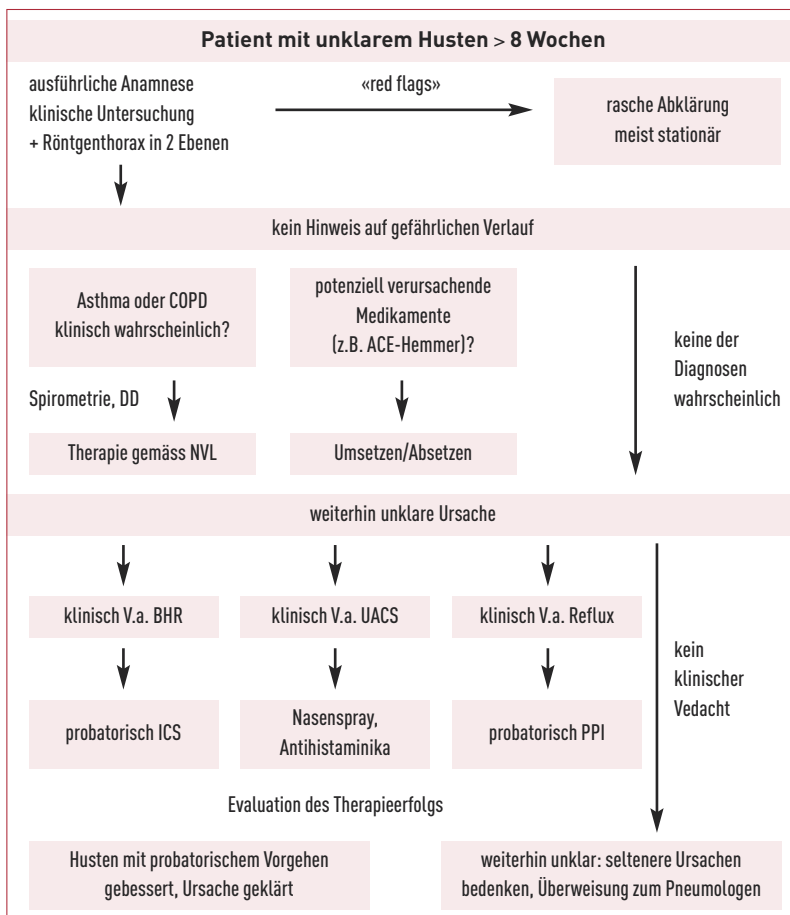 Patient mit unklarem Husten > 8 Wochen
ausführliche Anamnese
klinische Untersuchung
+ Röntgenthorax in 2 Ebenen
«red flags»
rasche Abklärung
meist stationär
kein Hinweis auf gefährlichen Verlauf
Asthma oder COPD
klinisch wahrscheinlich?
potenziell verursachende
Medikamente
(z.B. ACE-Hemmer)?
keine der
Diagnosen
wahrscheinlich
Spirometrie, DD
Therapie gemäss NVL
Umsetzen/Absetzen
weiterhin unklare Ursache
klinisch V.a. BHR
klinisch V.a. UACS
klinisch V.a. Reflux
kein
klinischer
Vedacht
probatorisch ICS
Nasenspray,
Antihistaminika
probatorisch PPI
Evaluation des Therapieerfolgs
Husten mit probatorischem Vorgehen
gebessert, Ursache geklärt
weiterhin unklar: seltenere Ursachen
bedenken, Überweisung zum Pneumologen